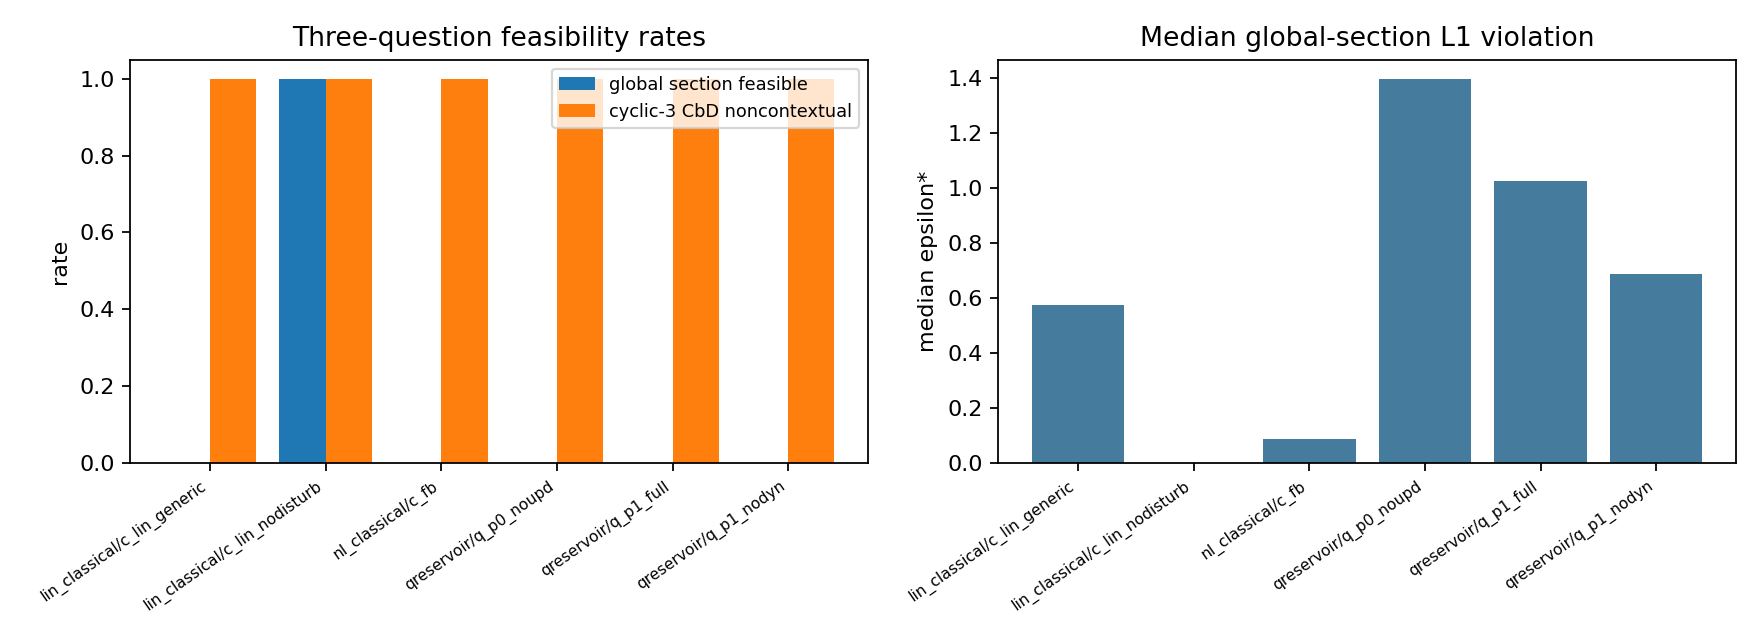 Three-question feasibility rates
rate
1.0
0.8
0.6
0.4
0.2
0.0
global section feasible
cyclic-3 CbD noncontextual
lin_classical/c_lin_generic
lin_classical/c_lin_nodisturb
nl_classical/c_fb
qreservoir/q_p0_noupd
qreservoir/q_p1_full
qreservoir/q_p1_nodyn
Median global-section L1 violation
median epsilon*
1.4
1.2
1.0
0.8
0.6
0.4
0.2
0.0
lin_classical/c_lin_generic
lin_classical/c_lin_nodisturb
nl_classical/c_fb
qreservoir/q_p0_noupd
qreservoir/q_p1_full
qreservoir/q_p1_nodyn